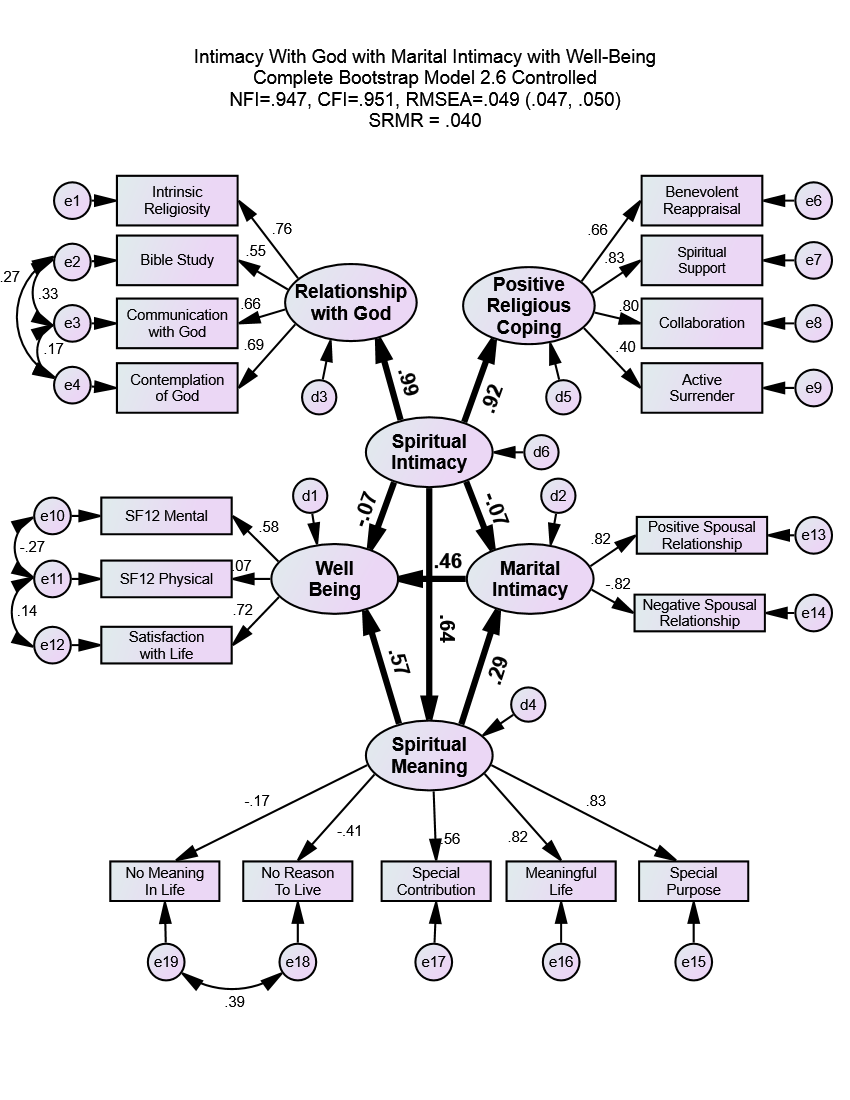 Intimacy With God with Marital Intimacy with Well-Being
Complete Bootstrap Model 2.6 Controlled
NFI=.947, CFI=.951, RMSEA=.049 (.047, .050)
SRMR = .040
e1
Intrinsic
Religiosity
.76
e2
Bible Study
.55
.27
.33
e3
Communication
with God
.66
.17
e4
Contemplation
of God
.69
Relationship
with God
d3
.99
Positive
Religious
Coping
d5
.92
.66
Benevolent
Reappraisal
e6
.83
Spiritual
Support
e7
.80
Collaboration
e8
.40
Active
Surrender
e9
Spiritual
Intimacy
d6
-.07
-.07
e10
SF12 Mental
.58
-.27
e11
SF12 Physical
.07
.14
e12
Satisfaction
with Life
.72
d1
Well
Being
.46
.64
d2
Marital
Intimacy
.82
Positive Spousal
Relationship
e13
-.82
Negative Spousal
Relationship
e14
.57
.29
d4
Spiritual
Meaning
-.17
-.41
.56
.82
.83
No Meaning
In Life
No Reason
To Live
Special
Contribution
Meaningful
Life
Special
Purpose
e19
e18
e17
e16
e15
.39